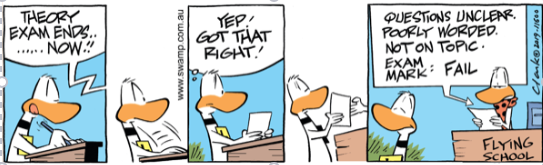 THEORY
EXAM ENDS..
...... NOW!!
YEP!
GOT THAT
RIGHT!
www.swamp.com.au
QUESTIONS UNCLEAR.
POORLY WORDED.
NOT ON TOPIC.
EXAM
MARK: FAIL
FLYING
SCHOOL